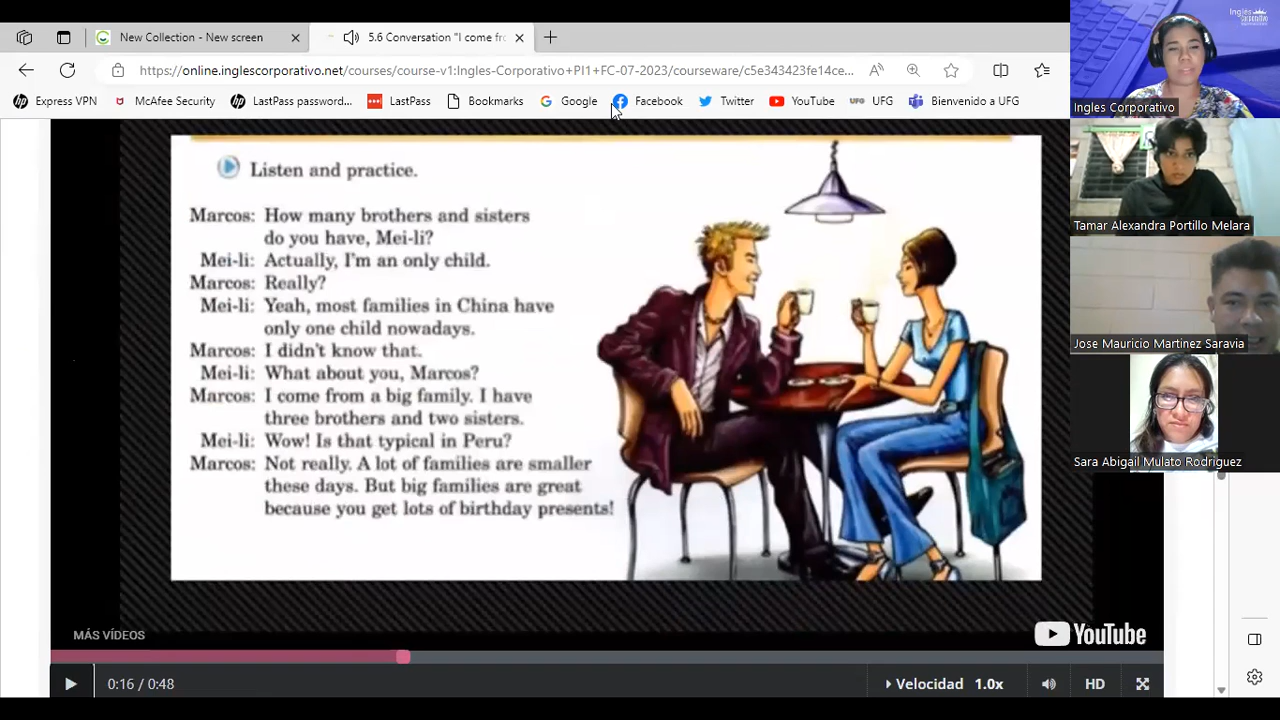 New Collection - New screen
5.6 Conversation "I come fro
https://online.inglescorporativo.net/courses/course-v1:Ingles-Corporativo+PI1+FC-07-2023/courseware/c5e343423fe14ce...
Express VPN
McAfee Security
LastPass password...
LastPass
Bookmarks
Google
Facebook
Twitter
YouTube
UFG
UFG
Bienvenido a UFG
Listen and practice.
Marcos: How many brothers and sisters
do you have, Mei-li?
Mei-li: Actually, I'm an only child.
Marcos: Really?
Mei-li: Yeah, most families in China have
only one child nowadays.
Marcos: I didn't know that.
Mei-li: What about you, Marcos?
Marcos: I come from a big family. I have
three brothers and two sisters.
Mei-li: Wow! Is that typical in Peru?
Marcos: Not really. A lot of families are smaller
these days. But big families are great
because you get lots of birthday presents!
MÁS VÍDEOS
YouTube
0:16 / 0:48
Velocidad 1.0x
HD
Ingles
Ingles Corporativo
Tamar Alexandra Portillo Melara
Jose Mauricio Martinez Saravia
Sara Abigail Mulato Rodriguez